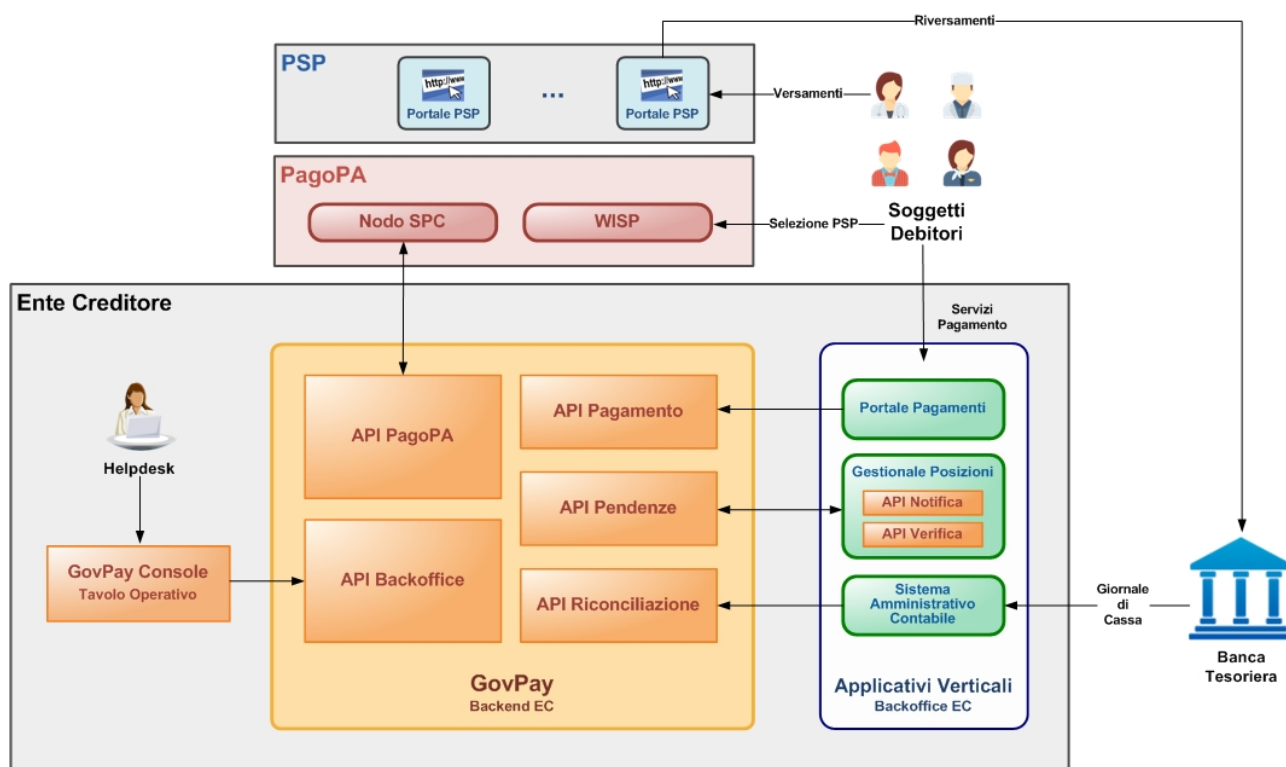 Riversamenti
PSP
http://www
Portale PSP
...
http://www
Portale PSP
Versamenti
PagoPA
Nodo SPC
WISP
Selezione PSP
Soggetti
Debitori
Ente Creditore
Servizi
Pagamento
Helpdesk
GovPay Console
Tavolo Operativo
API PagoPA
API Pagamento
API Pendenze
API Backoffice
API Riconciliazione
GovPay
Backend EC
Portale Pagamenti
Gestionale Posizioni
API Notifica
API Verifica
Sistema
Amministrativo
Contabile
Applicativi Verticali
Backoffice EC
Giornale
di
Cassa
Banca
Tesoriera